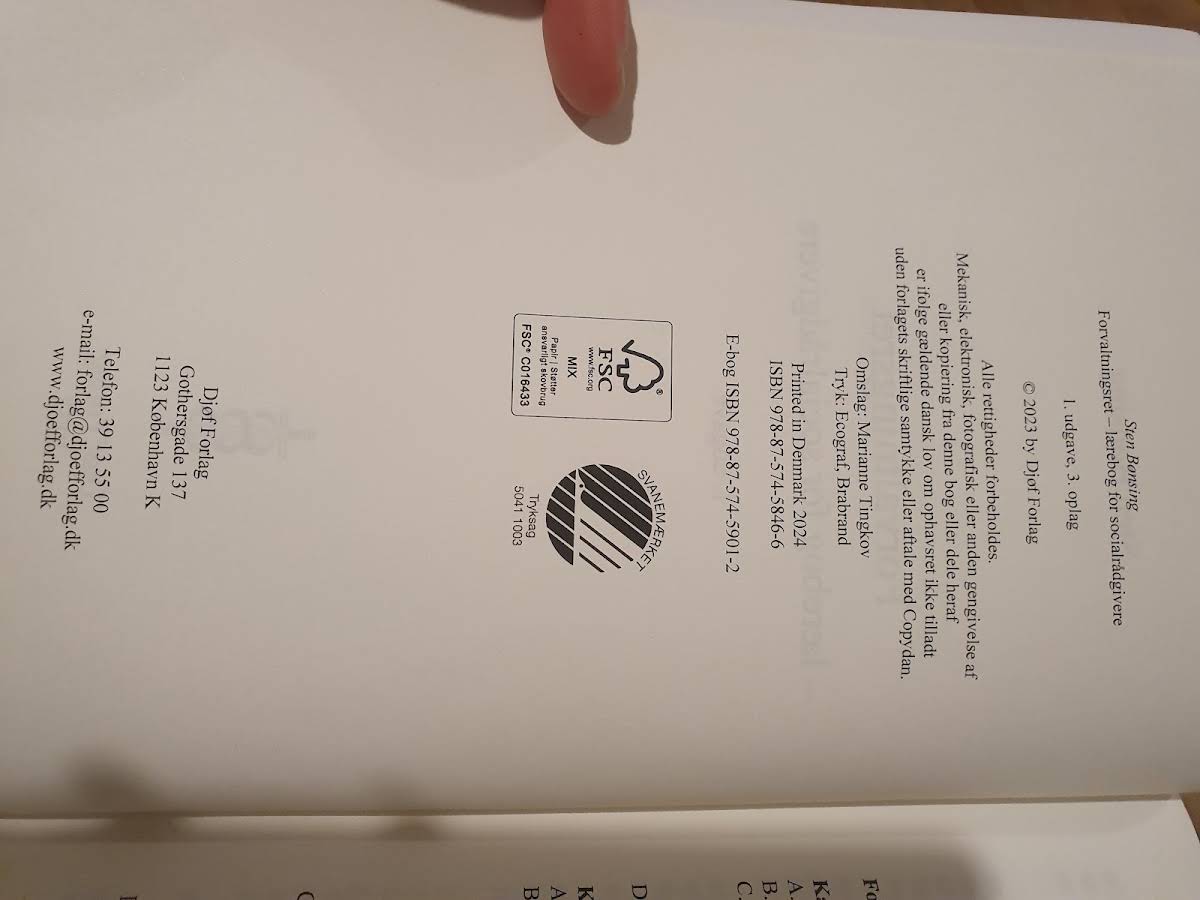 Sten Bønsing
Forvaltningsret – lærebog for socialrådgivere
1. udgave, 3. oplag
© 2023 by Djøf Forlag
Alle rettigheder forbeholdes.
Mekanisk, elektronisk, fotografisk eller anden gengivelse af
eller kopiering fra denne bog eller dele heraf
er ifølge gældende dansk lov om ophavsret ikke tilladt
uden forlagets skriftlige samtykke eller aftale med Copydan.
Omslag: Marianne Tingkov
Tryk: Ecograf, Brabrand
Printed in Denmark 2024
ISBN 978-87-574-5846-6
E-bog ISBN 978-87-574-5901-2
®
FSC
www.fsc.org
MIX
Papir | Støtter
ansvarligt skovbrug
FSC® C016433
SVANEMÆRKET
Tryksag
5041 1003
Djøf Forlag
Gothersgade 137
1123 København K
Telefon: 39 13 55 00
e-mail: forlag@djoefforlag.dk
www.djoefforlag.dk
Fo
Ka
A.
B.
C.
D
K
A
B
C